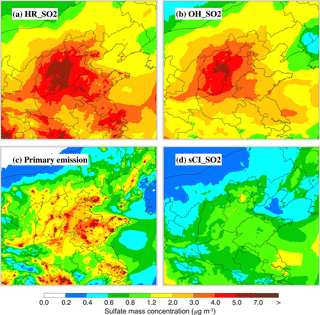 (a) HR_SO2
(b) OH_SO2
(c) Primary emission
(d) sCI_SO2
0.0 0.2 0.4 0.6 0.8 1.2 2.0 3.0 4.0 5.0 7.0 >
Sulfate mass concentration (μg m⁻³)